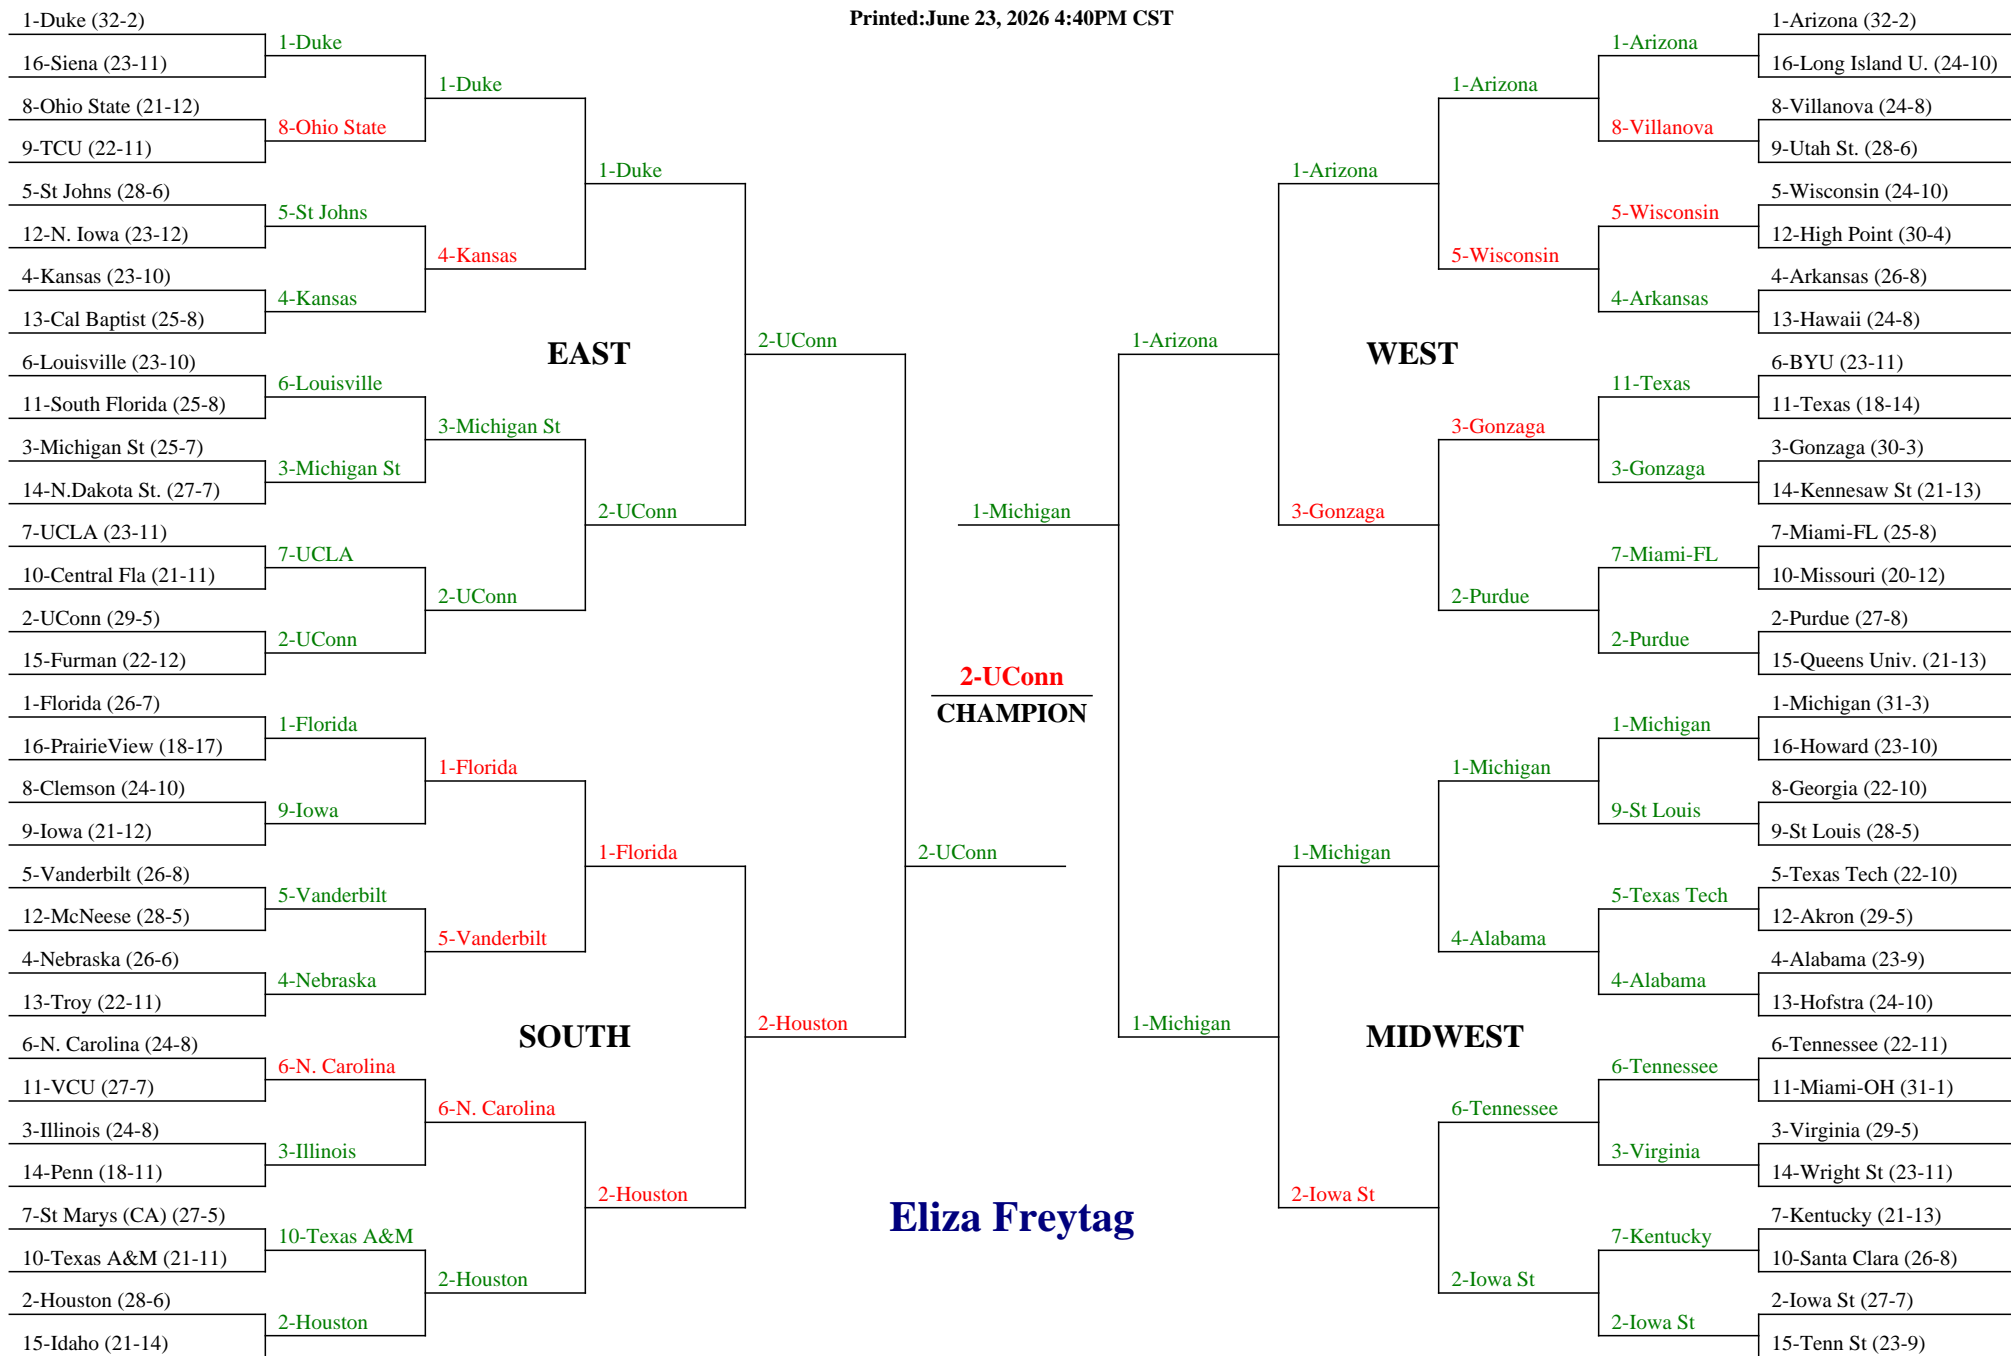 Printed:June 23, 2026 4:40PM CST
1-Duke (32-2)
16-Siena (23-11)
8-Ohio State (21-12)
9-TCU (22-11)
5-St Johns (28-6)
12-N. Iowa (23-12)
4-Kansas (23-10)
13-Cal Baptist (25-8)
6-Louisville (23-10)
11-South Florida (25-8)
3-Michigan St (25-7)
14-N.Dakota St. (27-7)
7-UCLA (23-11)
10-Central Fla (21-11)
2-UConn (29-5)
15-Furman (22-12)
1-Florida (26-7)
16-PrairieView (18-17)
8-Clemson (24-10)
9-Iowa (21-12)
5-Vanderbilt (26-8)
12-McNeese (28-5)
4-Nebraska (26-6)
13-Troy (22-11)
6-N. Carolina (24-8)
11-VCU (27-7)
3-Illinois (24-8)
14-Penn (18-11)
7-St Marys (CA) (27-5)
10-Texas A&M (21-11)
2-Houston (28-6)
15-Idaho (21-14)
1-Duke
8-Ohio State
5-St Johns
4-Kansas
6-Louisville
3-Michigan St
7-UCLA
2-UConn
1-Florida
9-Iowa
5-Vanderbilt
4-Nebraska
6-N. Carolina
3-Illinois
10-Texas A&M
2-Houston
1-Duke
4-Kansas
3-Michigan St
2-UConn
1-Florida
5-Vanderbilt
6-N. Carolina
2-Houston
EAST
SOUTH
1-Duke
2-UConn
1-Florida
2-Houston
2-UConn
2-Houston
2-UConn
2-UConn
CHAMPION
Eliza Freytag
1-Michigan
1-Arizona
1-Michigan
1-Arizona
3-Gonzaga
1-Michigan
2-Iowa St
WEST
MIDWEST
1-Arizona
5-Wisconsin
3-Gonzaga
2-Purdue
1-Michigan
4-Alabama
6-Tennessee
2-Iowa St
1-Arizona
8-Villanova
5-Wisconsin
4-Arkansas
11-Texas
3-Gonzaga
7-Miami-FL
2-Purdue
1-Michigan
9-St Louis
5-Texas Tech
4-Alabama
6-Tennessee
3-Virginia
7-Kentucky
2-Iowa St
1-Arizona (32-2)
16-Long Island U. (24-10)
8-Villanova (24-8)
9-Utah St. (28-6)
5-Wisconsin (24-10)
12-High Point (30-4)
4-Arkansas (26-8)
13-Hawaii (24-8)
6-BYU (23-11)
11-Texas (18-14)
3-Gonzaga (30-3)
14-Kennesaw St (21-13)
7-Miami-FL (25-8)
10-Missouri (20-12)
2-Purdue (27-8)
15-Queens Univ. (21-13)
1-Michigan (31-3)
16-Howard (23-10)
8-Georgia (22-10)
9-St Louis (28-5)
5-Texas Tech (22-10)
12-Akron (29-5)
4-Alabama (23-9)
13-Hofstra (24-10)
6-Tennessee (22-11)
11-Miami-OH (31-1)
3-Virginia (29-5)
14-Wright St (23-11)
7-Kentucky (21-13)
10-Santa Clara (26-8)
2-Iowa St (27-7)
15-Tenn St (23-9)